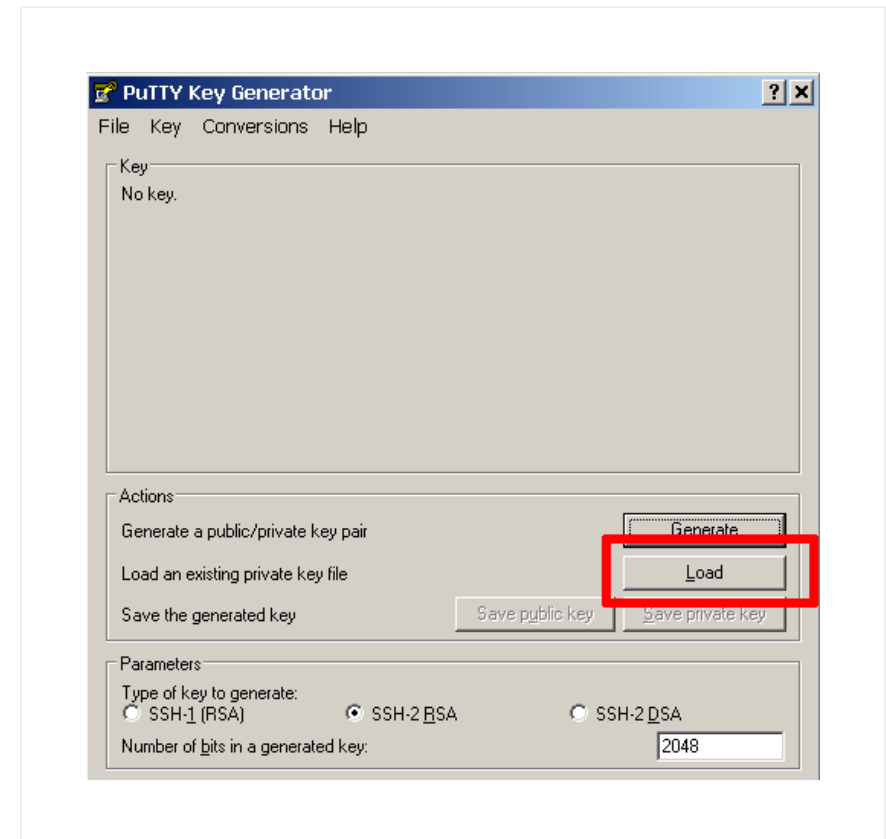 PuTTY Key Generator ? ×
File Key Conversions Help
Key
No key.
Actions
Generate a public/private key pair Generate
Load an existing private key file Load
Save the generated key Save public key Save private key
Parameters
Type of key to generate:
SSH-1 (RSA) SSH-2 RSA SSH-2 DSA
Number of bits in a generated key: 2048